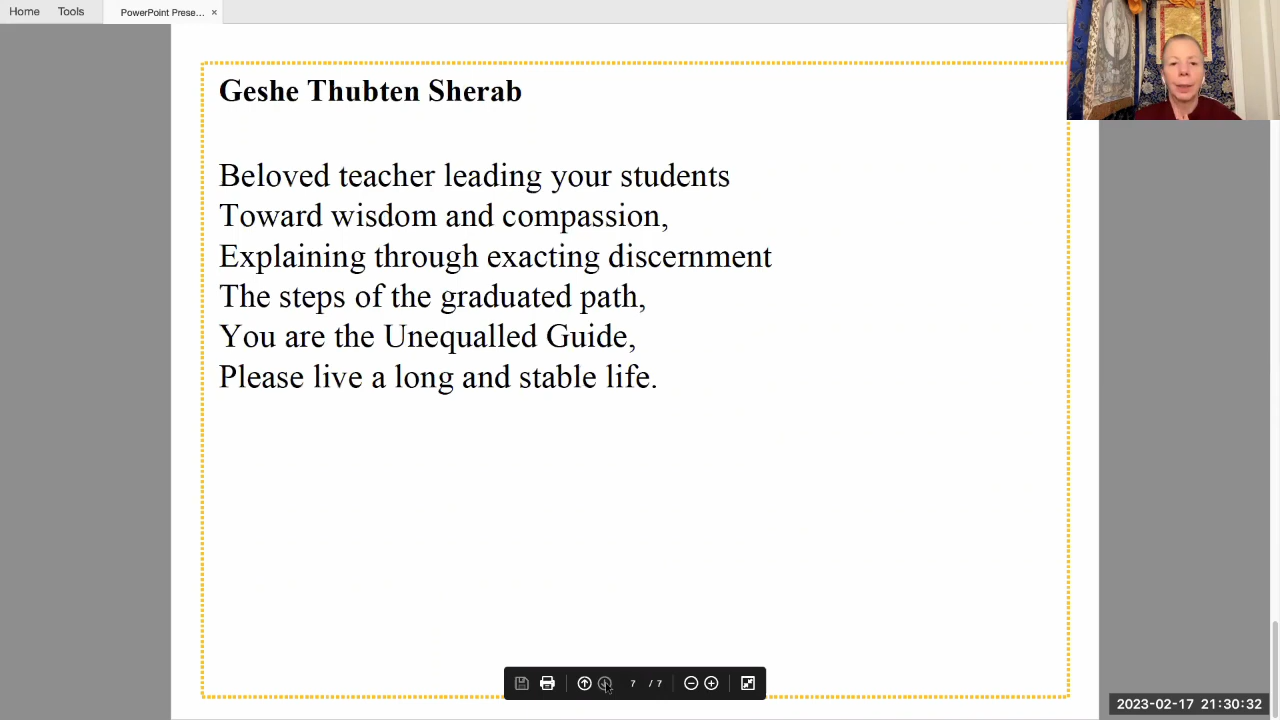 Home Tools PowerPoint Prese... ×
Geshe Thubten Sherab
Beloved teacher leading your students
Toward wisdom and compassion,
Explaining through exacting discernment
The steps of the graduated path,
You are the Unequalled Guide,
Please live a long and stable life.
7 / 7
2023-02-17 21:30:32